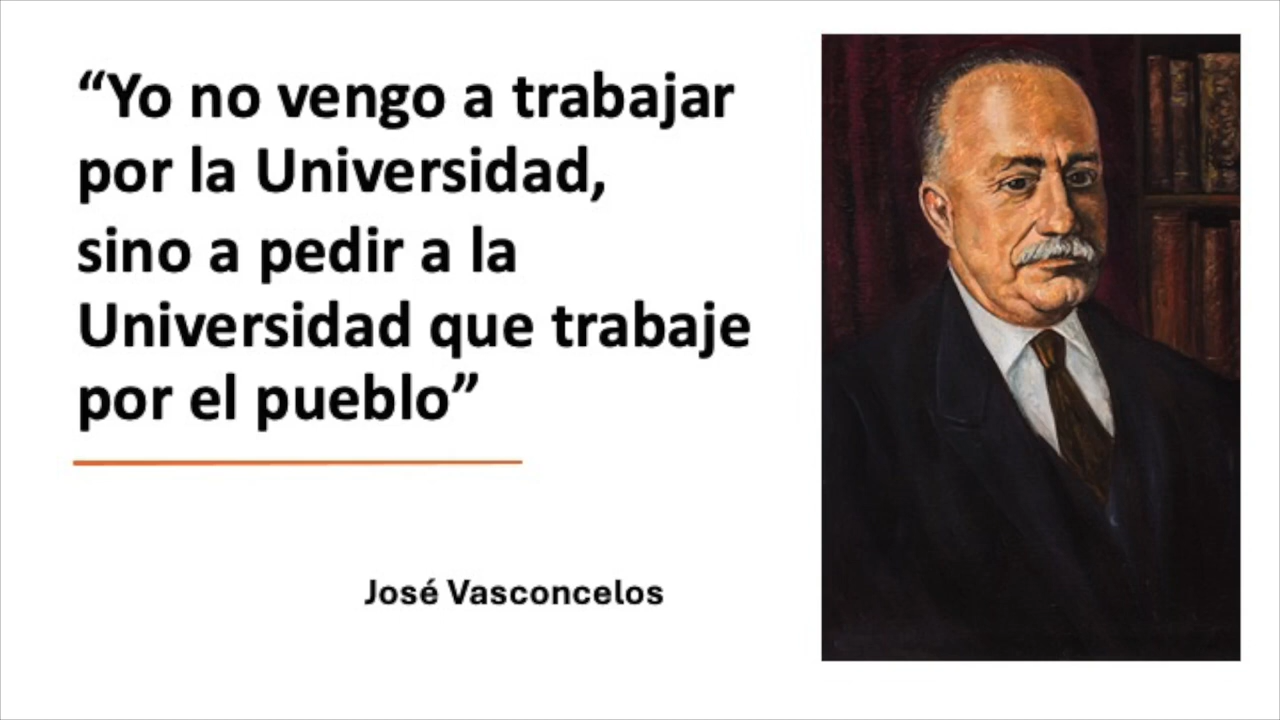 “Yo no vengo a trabajar
por la Universidad,
sino a pedir a la
Universidad que trabaje
por el pueblo”
José Vasconcelos